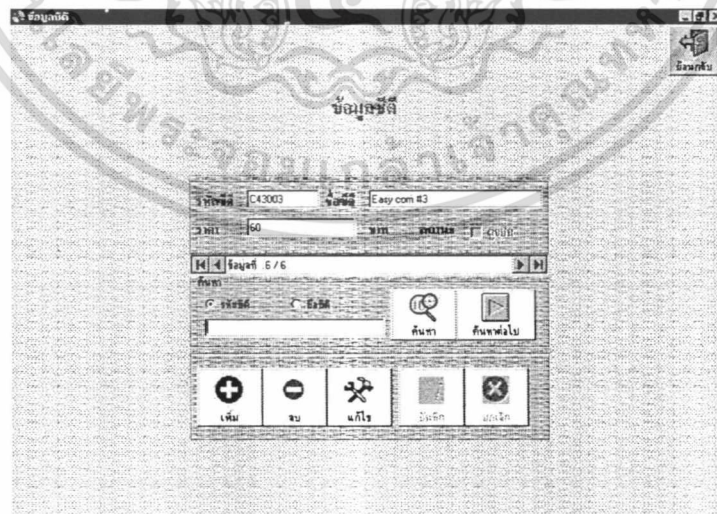 ข้อมูลซีดี
ย้อนกลับ
ข้อมูลซีดี
รหัสซีดี C43003 ชื่อซีดี Easy com #3
ราคา 60 บาท สถานะ
ข้อมูลที่ :6 / 6
ค้นหา
รหัสซีดี ชื่อซีดี
ค้นหา ค้นหาต่อไป
เพิ่ม ลบ แก้ไข บันทึก ยกเลิก